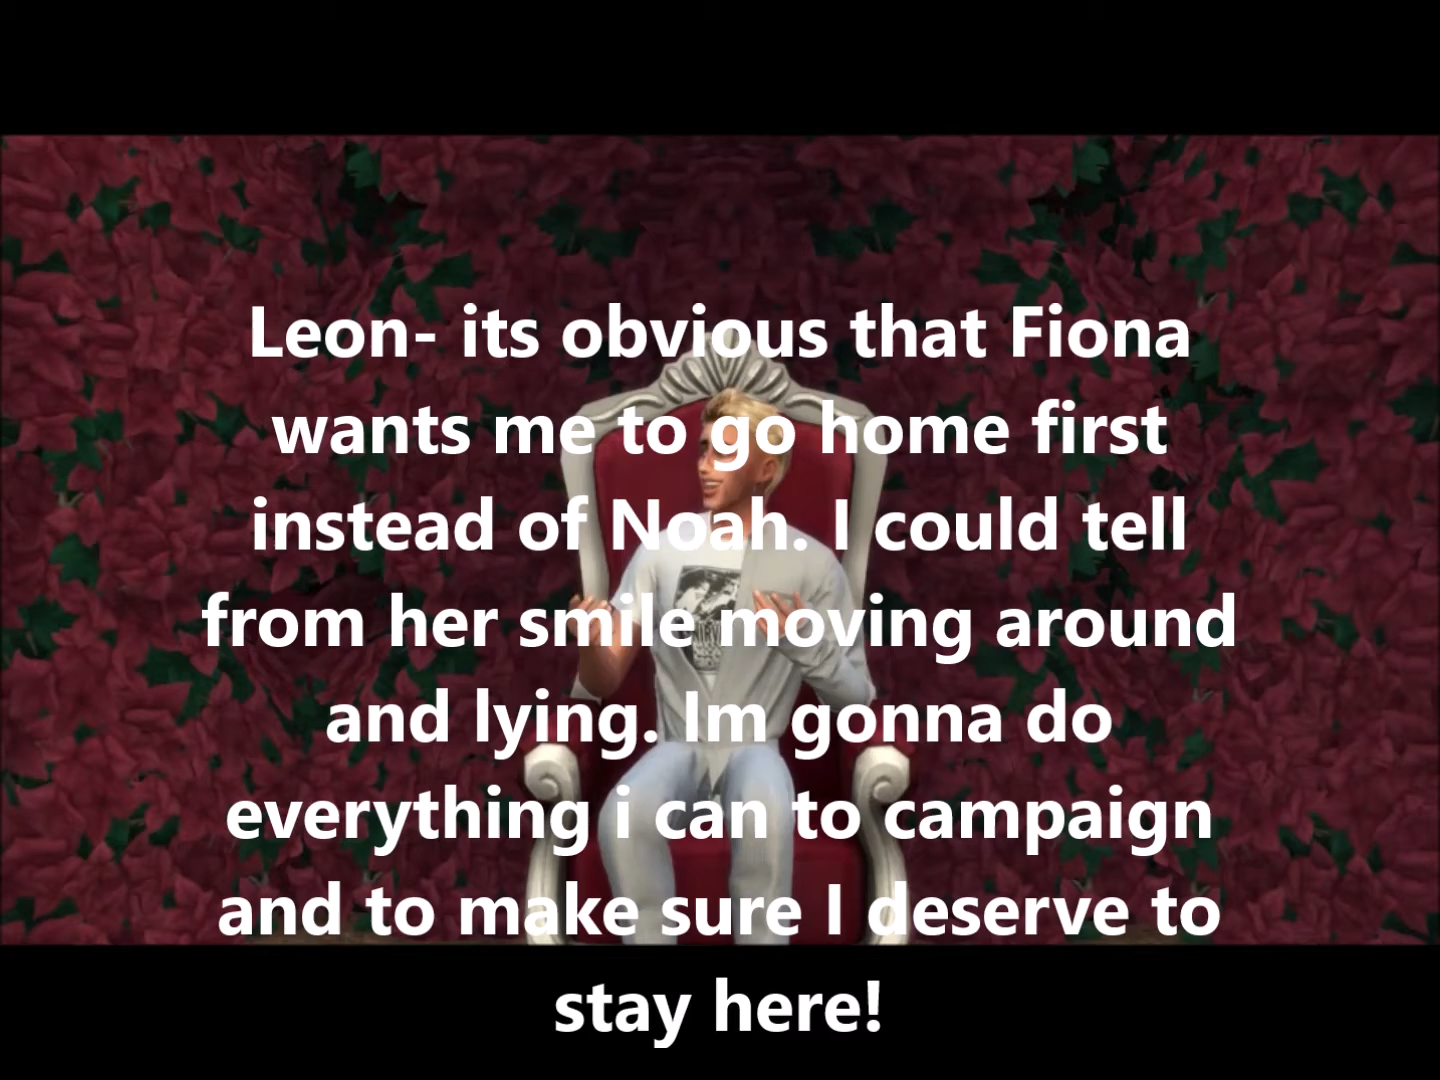 Leon- its obvious that Fiona
wants me to go home first
instead of Noah. I could tell
from her smile moving around
and lying. Im gonna do
everything i can to campaign
and to make sure I deserve to
stay here!